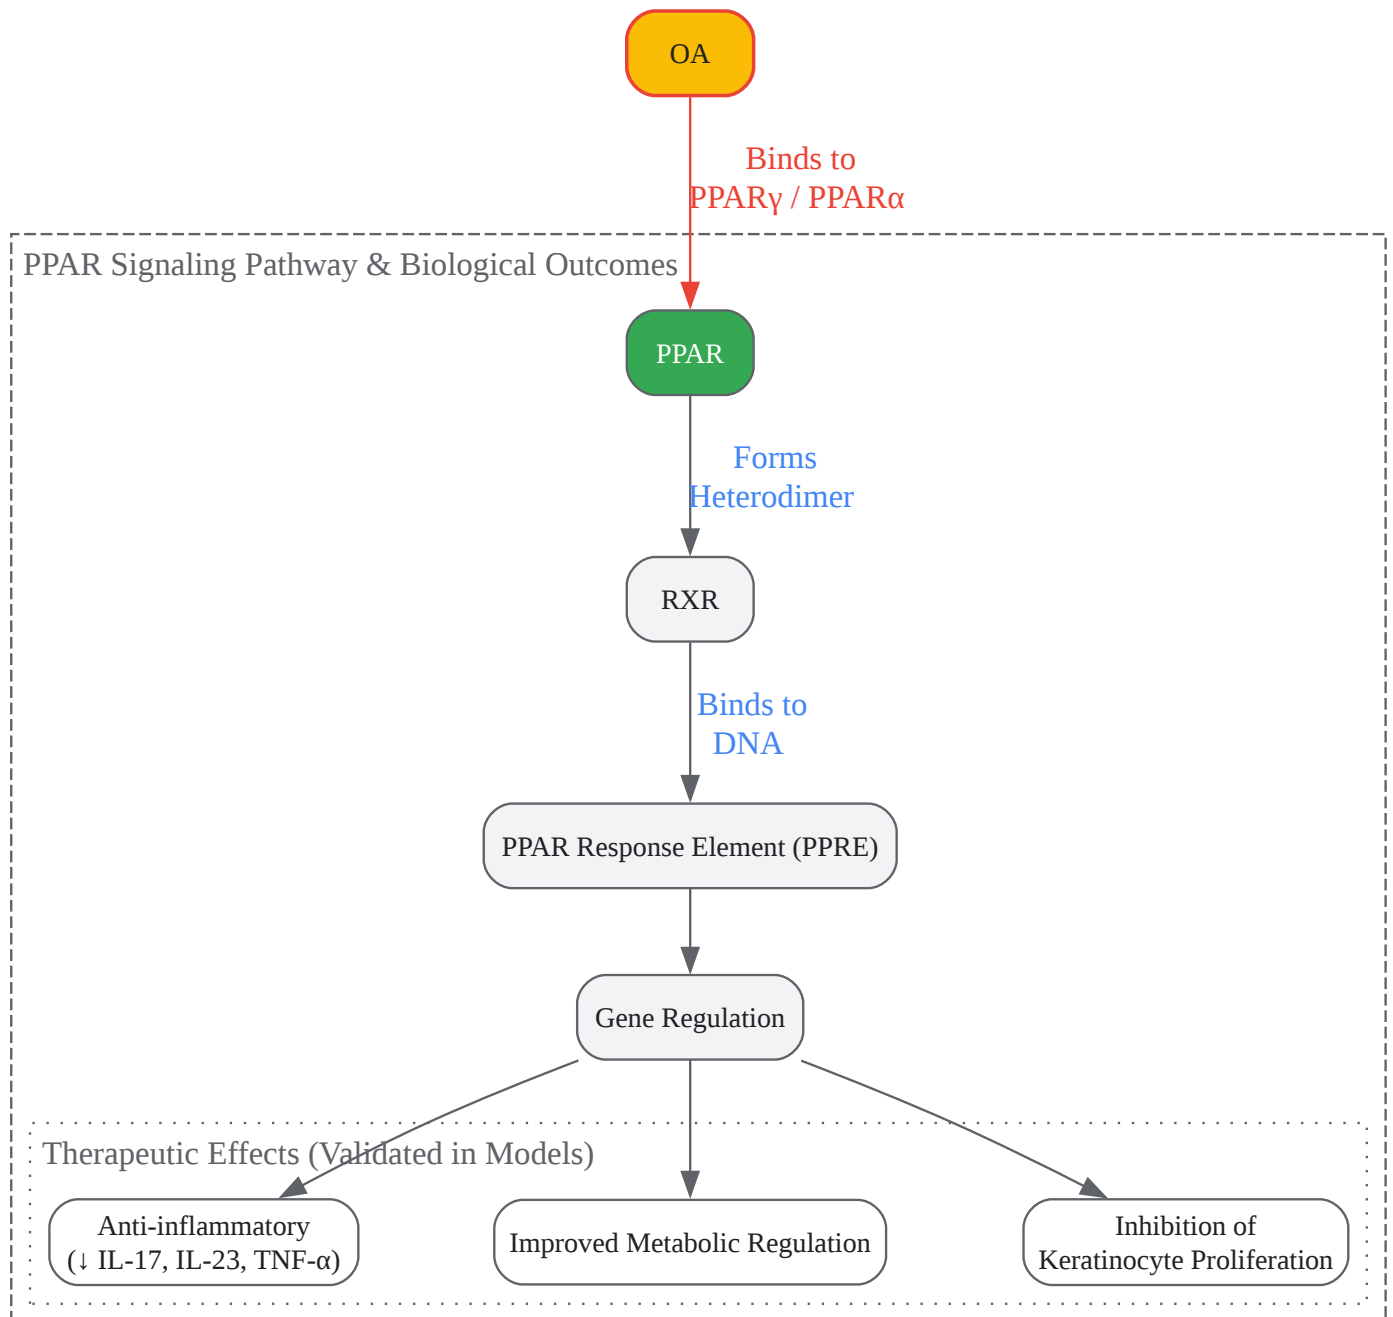 OA
Binds to
PPARγ / PPARα
PPAR Signaling Pathway & Biological Outcomes
PPAR
Forms
Heterodimer
RXR
Binds to
DNA
PPAR Response Element (PPRE)
Gene Regulation
Therapeutic Effects (Validated in Models)
Anti-inflammatory
(↓ IL-17, IL-23, TNF-α)
Improved Metabolic Regulation
Inhibition of
Keratinocyte Proliferation